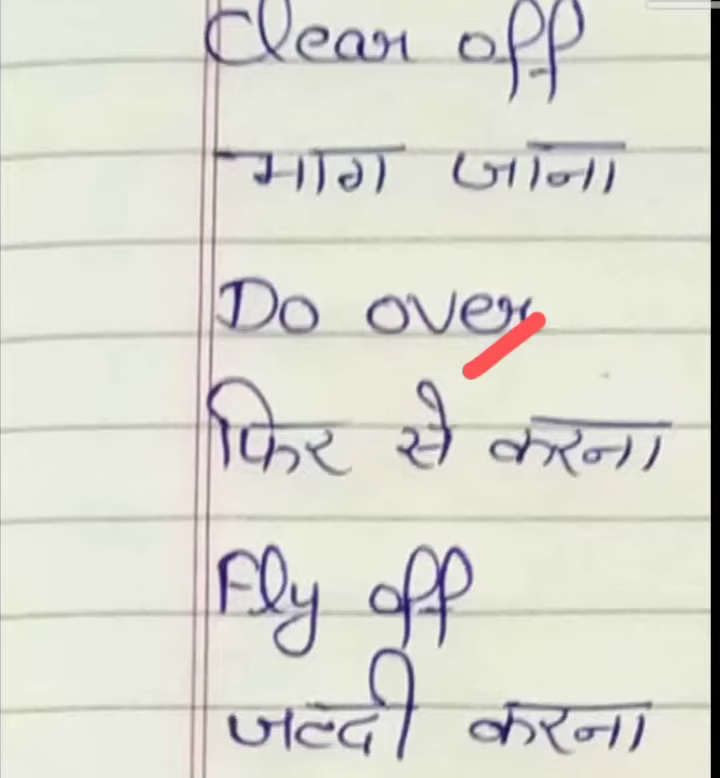 Clear off
भाग जाना
Do over
फिर से करना
Fly off
जल्दी करना